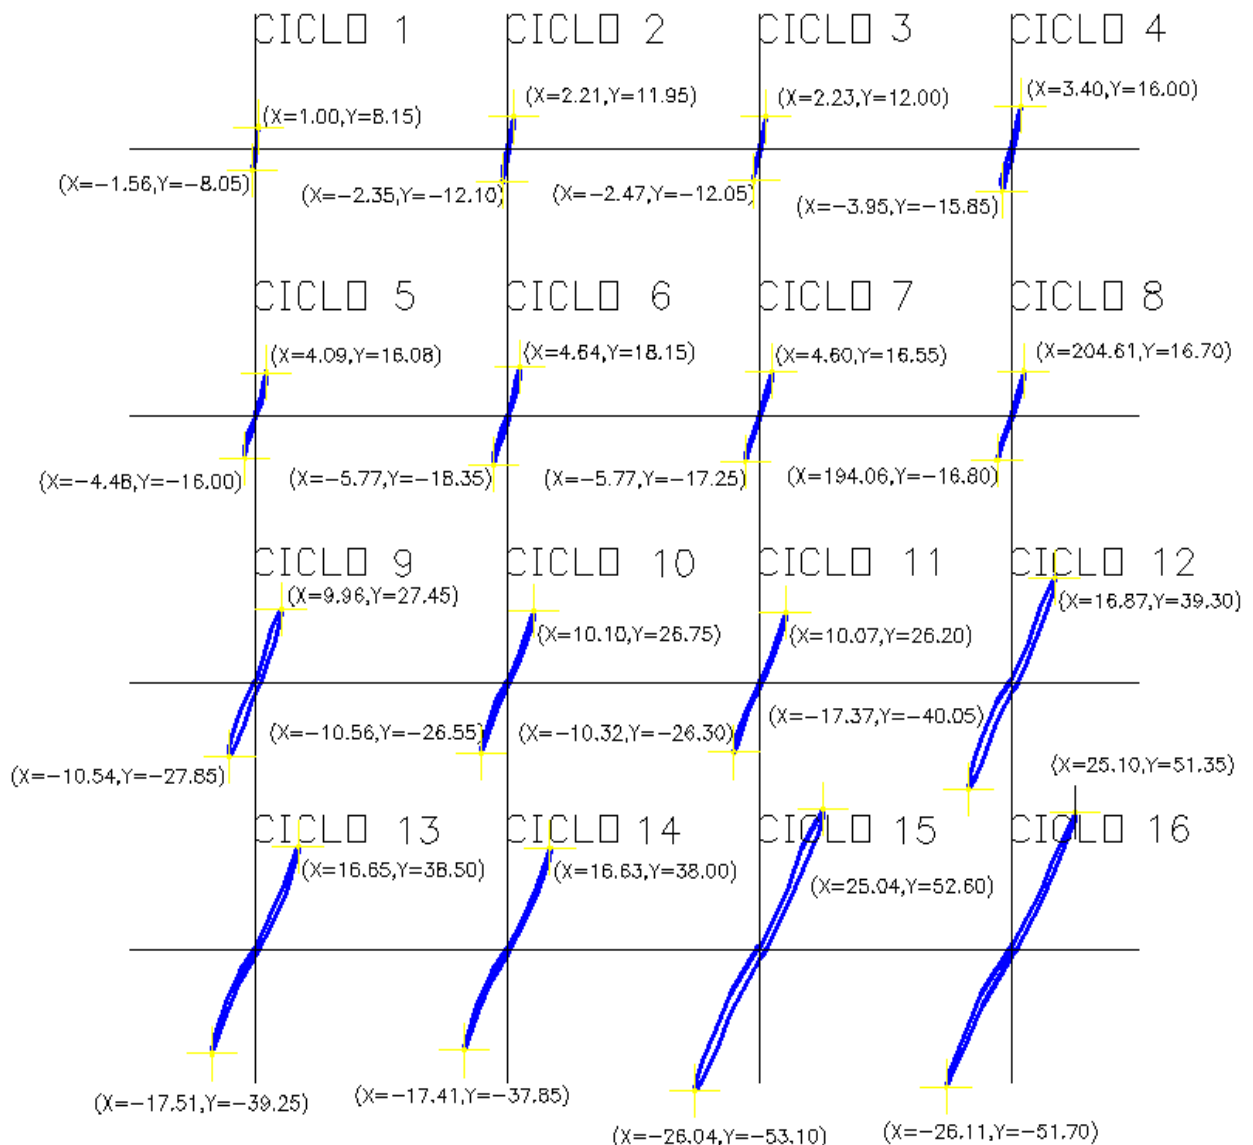 CICLO 1
CICLO 2
CICLO 3
CICLO 4
(X=1.00,Y=8.15)
(X=2.21,Y=11.95)
(X=2.23,Y=12.00)
(X=3.40,Y=16.00)
(X=−1.56,Y=−8.05)
(X=−2.35,Y=−12.10)
(X=−2.47,Y=−12.05)
(X=−3.95,Y=−15.85)
CICLO 5
CICLO 6
CICLO 7
CICLO 8
(X=4.09,Y=16.08)
(X=4.64,Y=18.15)
(X=4.60,Y=16.55)
(X=204.61,Y=16.70)
(X=−4.48,Y=−16.00)
(X=−5.77,Y=−18.35)
(X=−5.77,Y=−17.25)
(X=194.06,Y=−16.80)
CICLO 9
CICLO 10
CICLO 11
CICLO 12
(X=9.96,Y=27.45)
(X=10.10,Y=26.75)
(X=10.07,Y=26.20)
(X=16.87,Y=39.30)
(X=−10.54,Y=−27.85)
(X=−10.56,Y=−26.55)
(X=−10.32,Y=−26.30)
(X=−17.37,Y=−40.05)
CICLO 13
CICLO 14
CICLO 15
CICLO 16
(X=16.65,Y=38.50)
(X=16.63,Y=38.00)
(X=25.04,Y=52.60)
(X=25.10,Y=51.35)
(X=−17.51,Y=−39.25)
(X=−17.41,Y=−37.85)
(X=−26.04,Y=−53.10)
(X=−26.11,Y=−51.70)